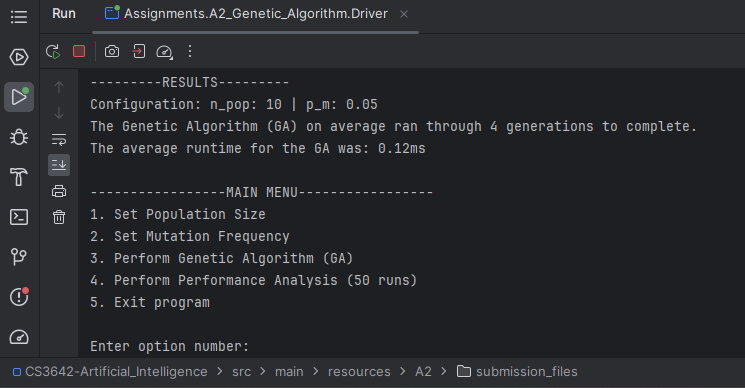 Run Assignments.A2_Genetic_Algorithm.Driver
---------RESULTS---------
Configuration: n_pop: 10 | p_m: 0.05
The Genetic Algorithm (GA) on average ran through 4 generations to complete.
The average runtime for the GA was: 0.12ms
-----------------MAIN MENU-----------------
1. Set Population Size
2. Set Mutation Frequency
3. Perform Genetic Algorithm (GA)
4. Perform Performance Analysis (50 runs)
5. Exit program
Enter option number:
CS3642-Artificial_Intelligence > src > main > resources > A2 > submission_files